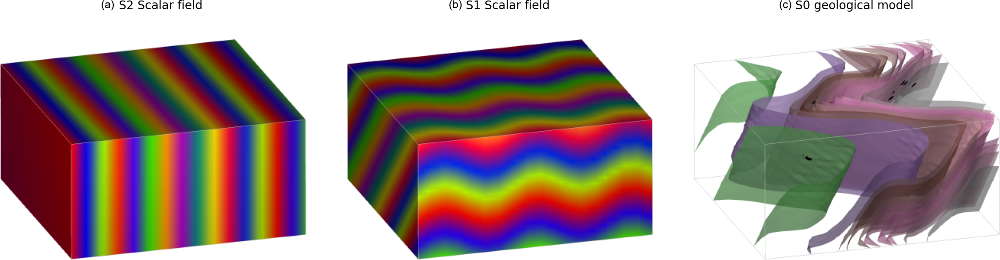 (a) S2 Scalar field
(b) S1 Scalar field
(c) S0 geological model